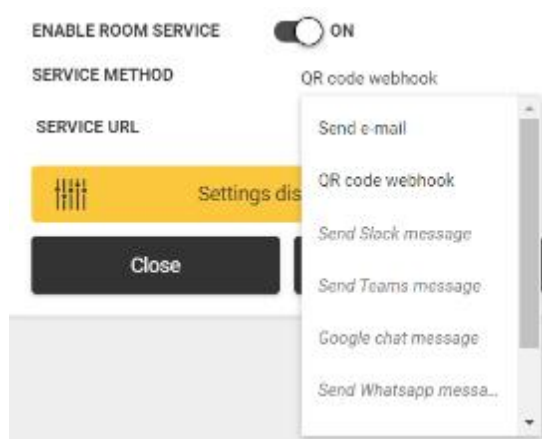 ENABLE ROOM SERVICE ON
SERVICE METHOD QR code webhook
SERVICE URL Send e-mail
QR code webhook
Settings dis
Send Slack message
Close
Send Teams message
Google chat message
Send Whatsapp messa...